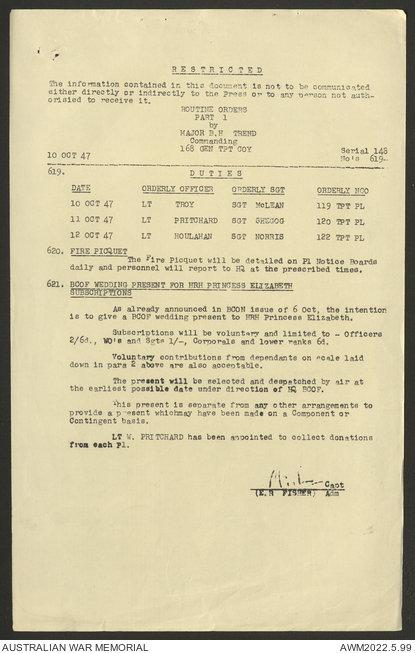 RESTRICTED
The information contained in this document is not to be communicated
either directly or indirectly to the Press or to any person not auth-
orisied to receive it.
ROUTINE ORDERS
PART 1
by
MAJOR B.H TREND
Commanding
168 GEN TPT COY
Serial 148
10 OCT 47 No's 619-
619. DUTIES
DATE ORDERLY OFFICER ORDERLY SGT ORDERLY NCO
10 OCT 47 LT TROY SGT McLEAN 119 TPT PL
11 OCT 47 LT PRITCHARD SGT GREGOG 120 TPT PL
12 OCT 47 LT HOULAHAN SGT NORRIS 122 TPT PL
620. FIRE PICQUET
The Fire Picquet will be detailed on Pl Notice Boards
daily and personnel will report to HQ at the prescribed times.
621. BCOF WEDDING PRESENT FOR HRH PRINCESS ELIZABETH
SUBSCRIPTIONS
As already announced in BCON issue of 6 Oct, the intention
is to give a BCOF wedding present to HRH Princess Elizabeth.
Subscriptions will be voluntary and limited to - Officers
2/6d., WO's and Sgts 1/-, Corporals and lower ranks 6d.
Voluntary contributions from dependants on scale laid
down in para 2 above are also acceptable.
The present will be selected and despatched by air at
the earliest possible date under direction of HQ BCOF.
This present is separate from any other arrangements to
provide a present whichmay have been made on a Component or
Contingent basis.
LT W. PRITCHARD has been appointed to collect donations
from each Pl.
Capt
(E.R FISHER) Adm
AUSTRALIAN WAR MEMORIAL
AWM2022.5.99